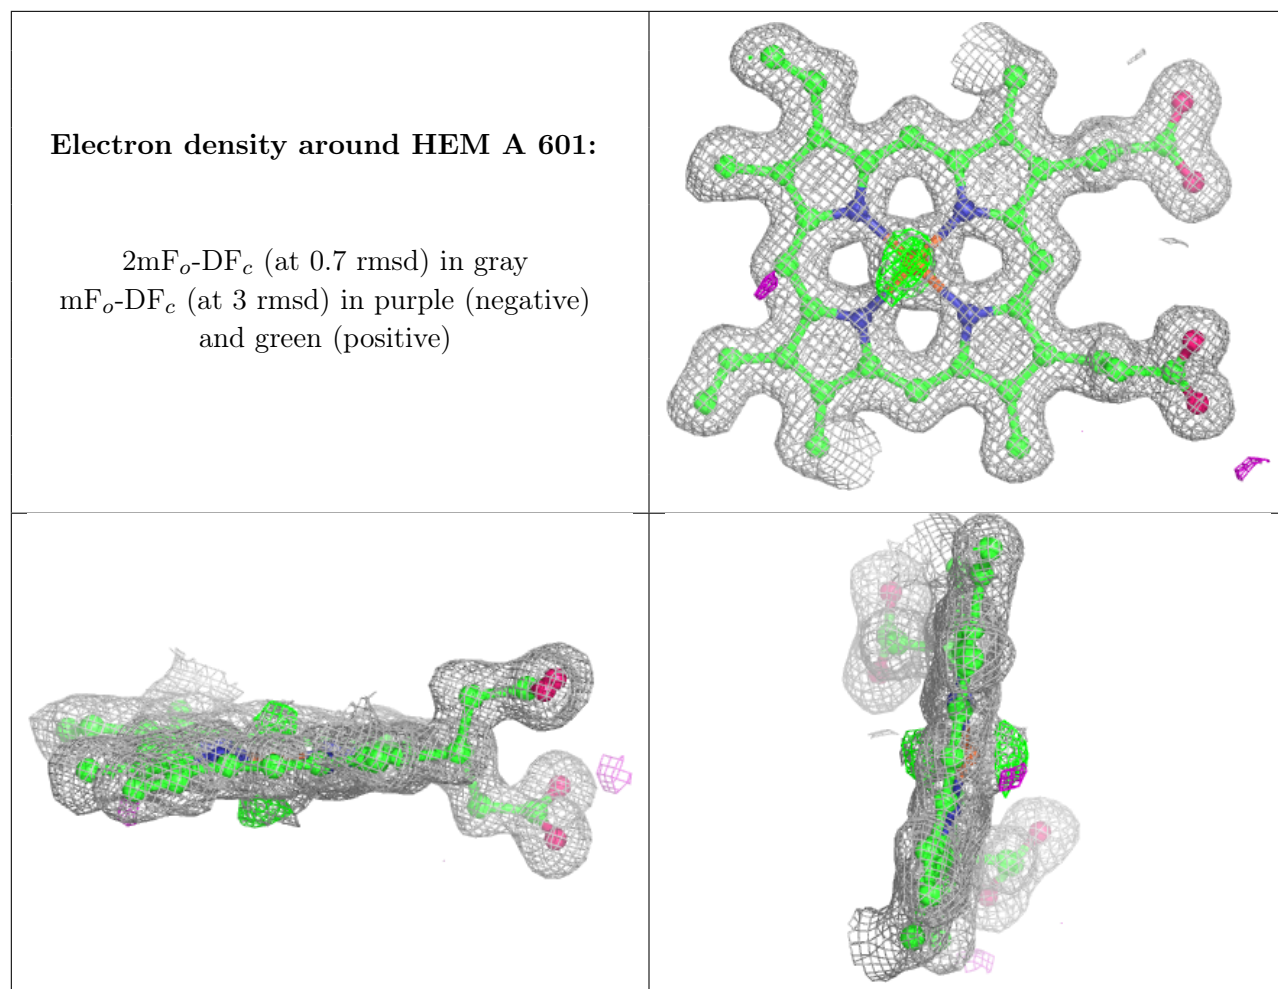 Electron density around HEM A 601:
2mFo-DFc (at 0.7 rmsd) in gray
mFo-DFc (at 3 rmsd) in purple (negative)
and green (positive)